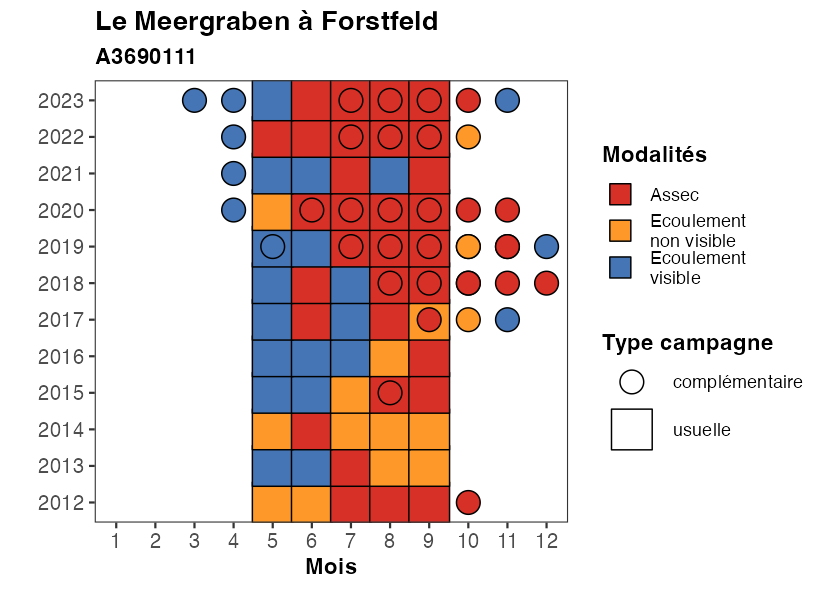 Le Meergraben à Forstfeld
A3690111
2023
2022
2021
2020
2019
2018
2017
2016
2015
2014
2013
2012
1 2 3 4 5 6 7 8 9 10 11 12
Mois
Modalités
Assec
Ecoulement
non visible
Ecoulement
visible
Type campagne
complémentaire
usuelle